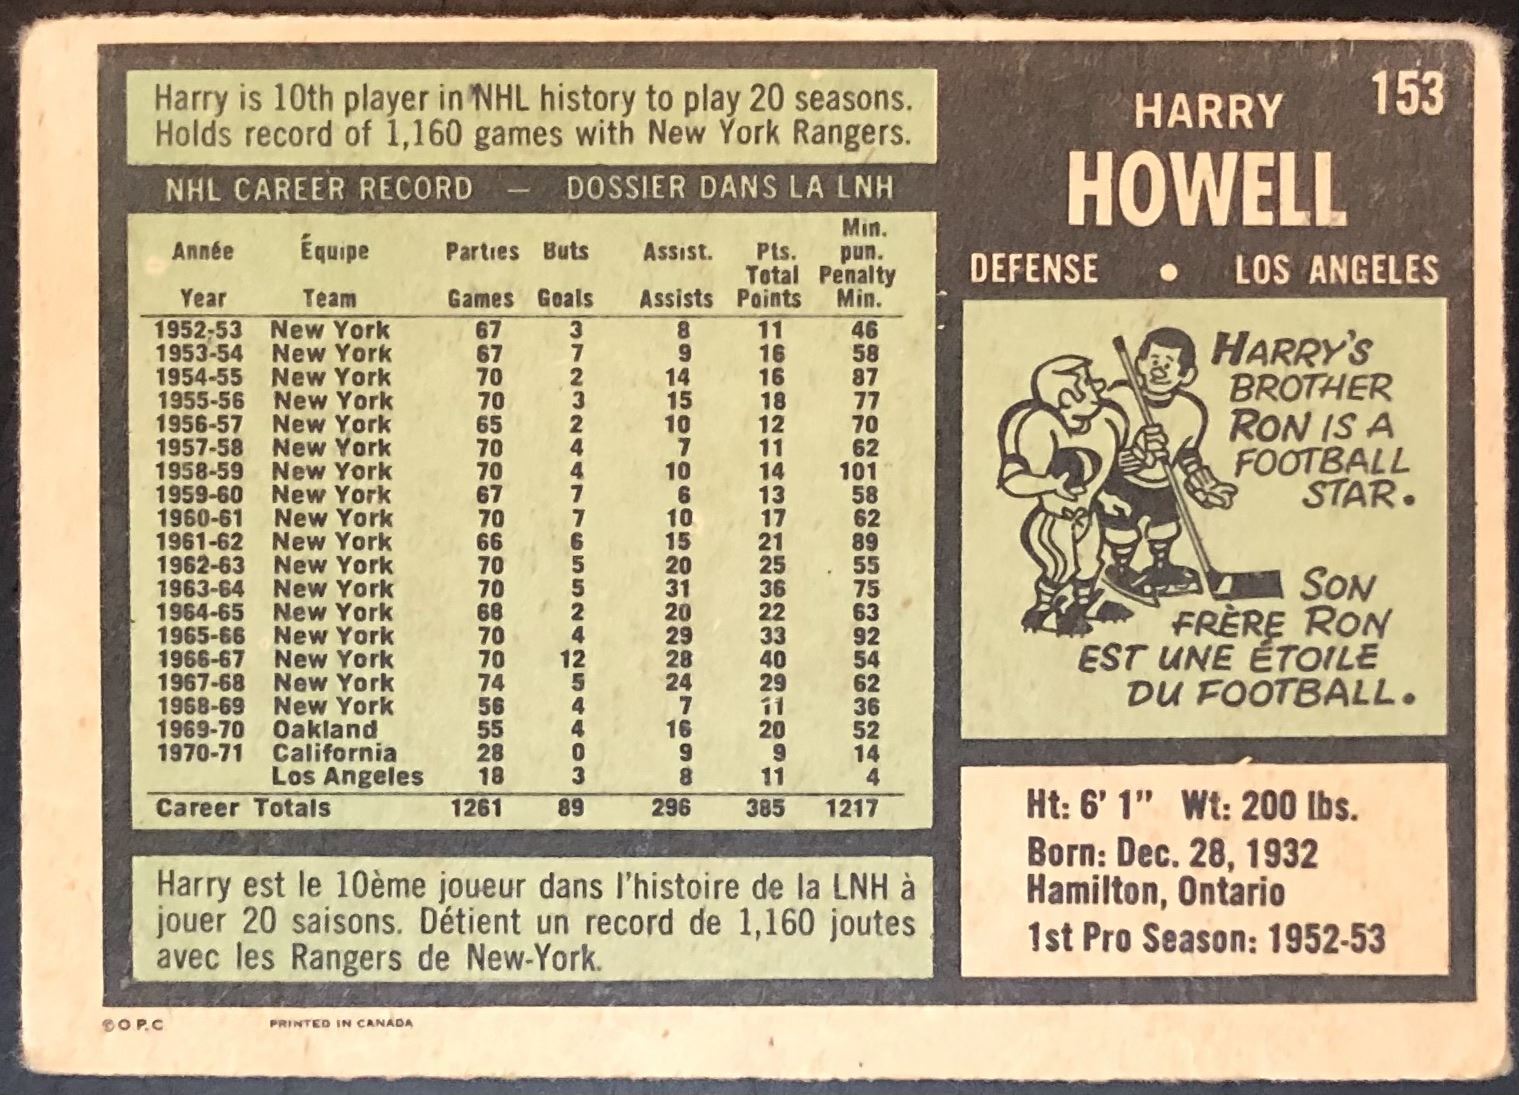 Harry is 10th player in NHL history to play 20 seasons.
Holds record of 1,160 games with New York Rangers.
NHL CAREER RECORD — DOSSIER DANS LA LNH
Année Équipe Parties Buts Assist. Pts. Min. pun.
Year Team Games Goals Assists Total Points Penalty Min.
1952-53 New York 67 3 8 11 46
1953-54 New York 67 7 9 16 58
1954-55 New York 70 2 14 16 87
1955-56 New York 70 3 15 18 77
1956-57 New York 65 2 10 12 70
1957-58 New York 70 4 7 11 62
1958-59 New York 70 4 10 14 101
1959-60 New York 67 7 6 13 58
1960-61 New York 70 7 10 17 62
1961-62 New York 66 6 15 21 89
1962-63 New York 70 5 20 25 55
1963-64 New York 70 5 31 36 75
1964-65 New York 68 2 20 22 63
1965-66 New York 70 4 29 33 92
1966-67 New York 70 12 28 40 54
1967-68 New York 74 5 24 29 62
1968-69 New York 56 4 7 11 36
1969-70 Oakland 55 4 16 20 52
1970-71 California 28 0 9 9 14
Los Angeles 18 3 8 11 4
Career Totals 1261 89 296 385 1217
Harry est le 10ème joueur dans l'histoire de la LNH à
jouer 20 saisons. Détient un record de 1,160 joutes
avec les Rangers de New-York.
©O.P.C. PRINTED IN CANADA
153
HARRY
HOWELL
DEFENSE • LOS ANGELES
HARRY'S
BROTHER
RON IS A
FOOTBALL
STAR.
SON
FRÈRE RON
EST UNE ÉTOILE
DU FOOTBALL.
Ht: 6' 1" Wt: 200 lbs.
Born: Dec. 28, 1932
Hamilton, Ontario
1st Pro Season: 1952-53